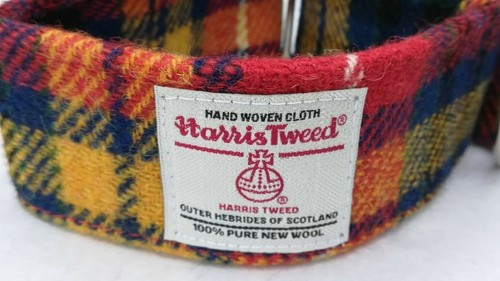 HAND WOVEN CLOTH
Harris Tweed®
®
HARRIS TWEED
OUTER HEBRIDES OF SCOTLAND
100% PURE NEW WOOL